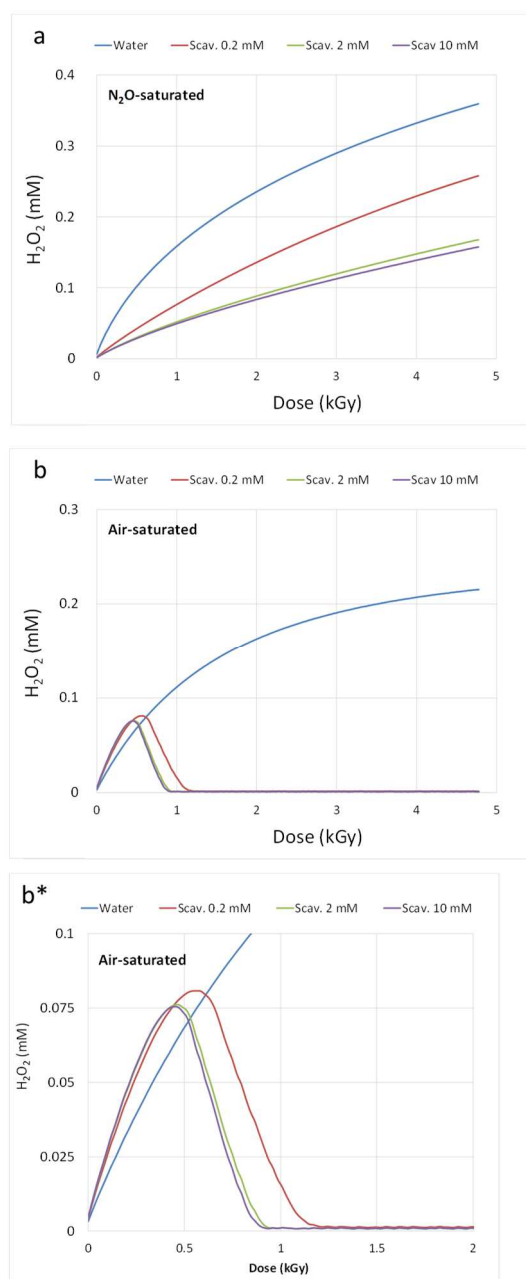 a
Water Scav. 0.2 mM Scav. 2 mM Scav 10 mM
N₂O-saturated
0.4
0.3
0.2
0.1
0
H₂O₂ (mM)
0 1 2 3 4 5
Dose (kGy)
b
Water Scav. 0.2 mM Scav. 2 mM Scav 10 mM
Air-saturated
0.3
0.2
0.1
0
H₂O₂ (mM)
0 1 2 3 4 5
Dose (kGy)
b*
Water Scav. 0.2 mM Scav. 2 mM Scav. 10 mM
Air-saturated
0.1
0.075
0.05
0.025
0
H₂O₂ (mM)
0 0.5 1 1.5 2
Dose (kGy)